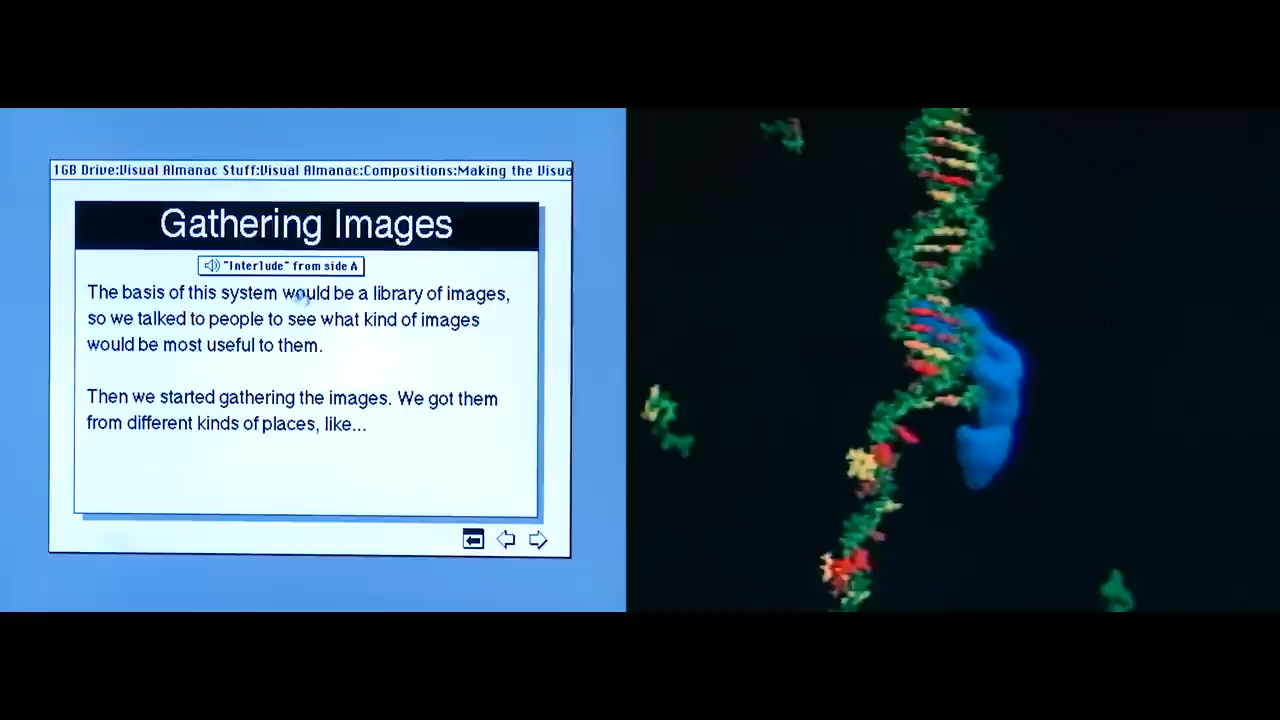 1GB Drive:Visual Almanac Stuff:Visual Almanac:Compositions:Making the Visua
Gathering Images
"Interlude" from side A
The basis of this system would be a library of images,
so we talked to people to see what kind of images
would be most useful to them.
Then we started gathering the images. We got them
from different kinds of places, like...